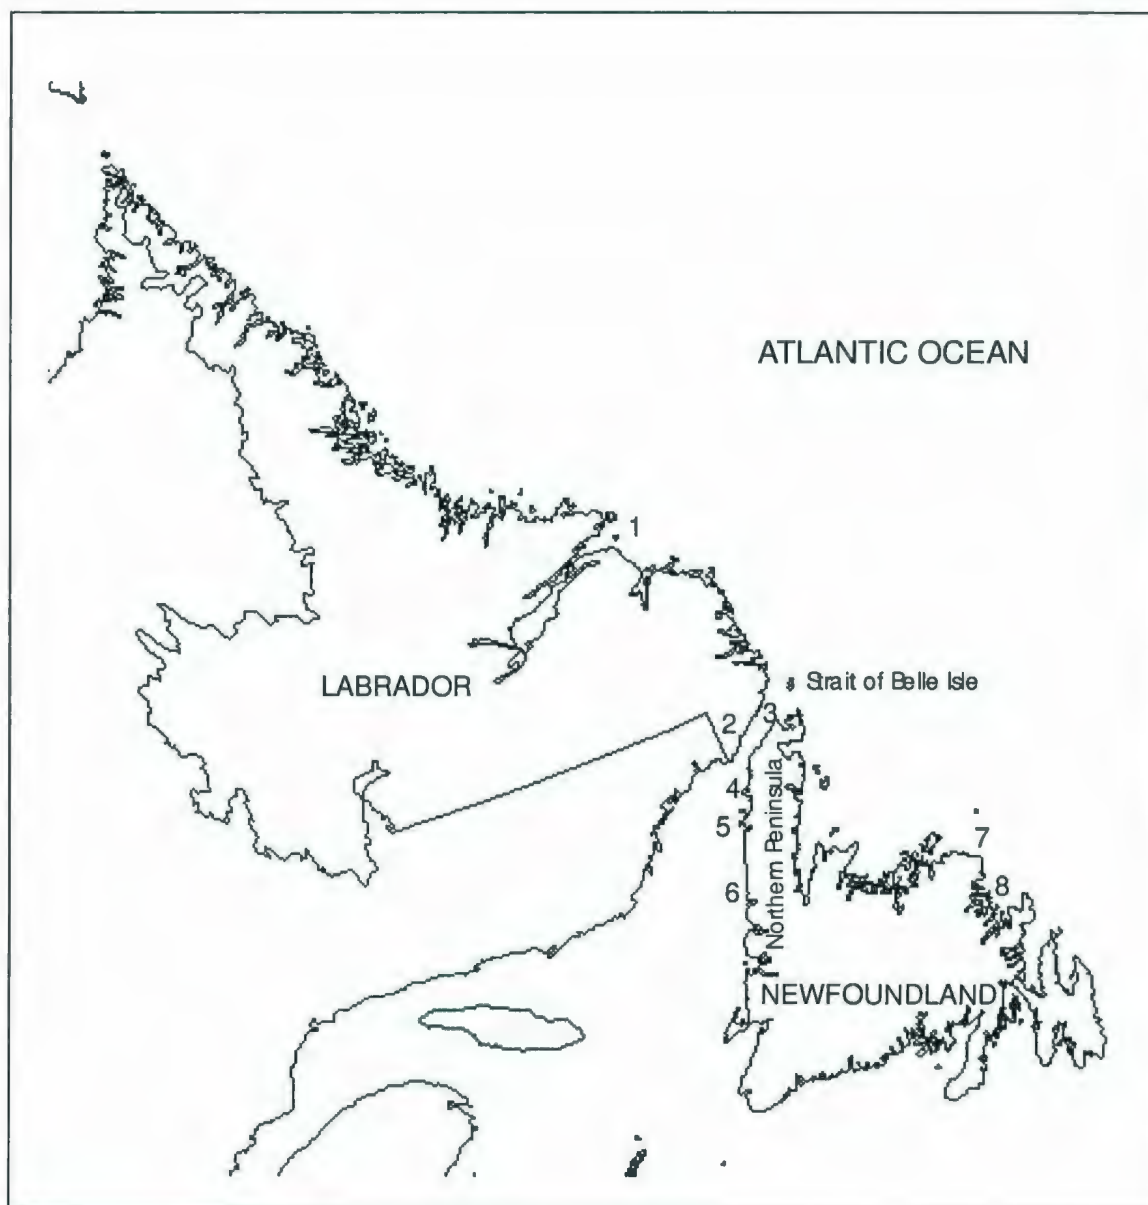 ATLANTIC OCEAN
1
LABRADOR
Strait of Belle Isle
2
3
4
5
6
Northern Peninsula
7
8
NEWFOUNDLAND